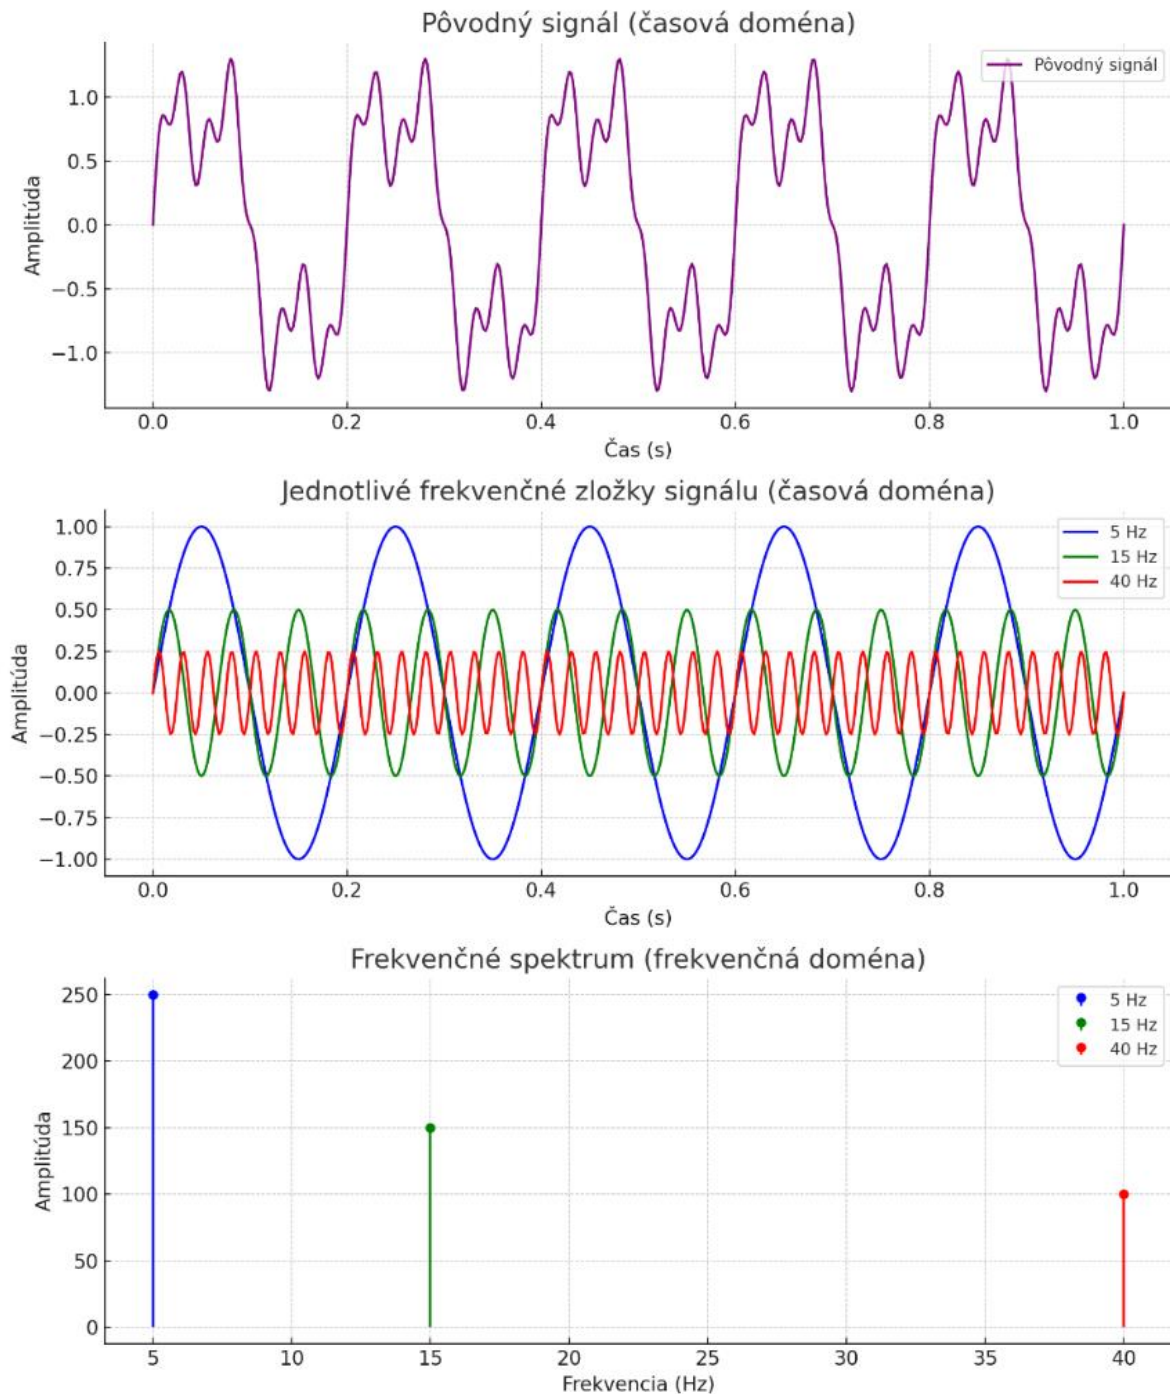 Pôvodný signál (časová doména)
Pôvodný signál
1.0
0.5
0.0
−0.5
−1.0
Amplitúda
0.0 0.2 0.4 0.6 0.8 1.0
Čas (s)
Jednotlivé frekvenčné zložky signálu (časová doména)
5 Hz
15 Hz
40 Hz
1.00
0.75
0.50
0.25
0.00
−0.25
−0.50
−0.75
−1.00
Amplitúda
0.0 0.2 0.4 0.6 0.8 1.0
Čas (s)
Frekvenčné spektrum (frekvenčná doména)
5 Hz
15 Hz
40 Hz
250
200
150
100
50
0
Amplitúda
5 10 15 20 25 30 35 40
Frekvencia (Hz)